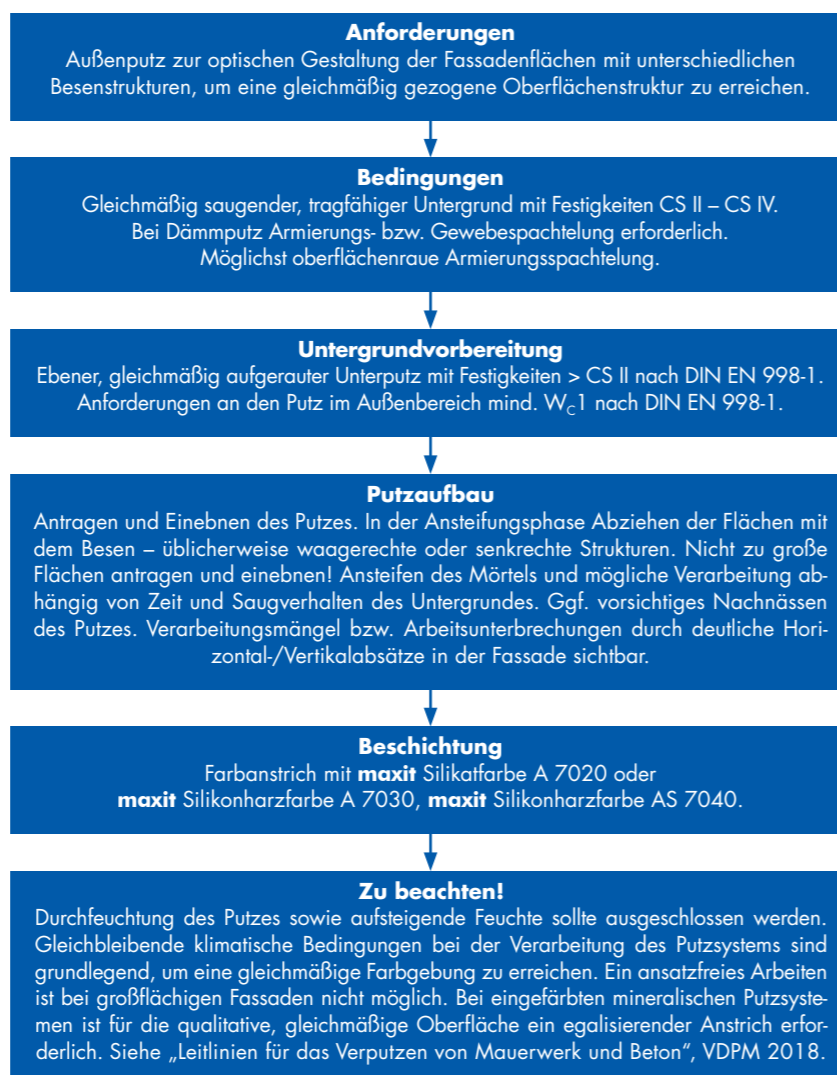 Anforderungen
Außenputz zur optischen Gestaltung der Fassadenflächen mit unterschiedlichen
Besenstrukturen, um eine gleichmäßig gezogene Oberflächenstruktur zu erreichen.
Bedingungen
Gleichmäßig saugender, tragfähiger Untergrund mit Festigkeiten CS II – CS IV.
Bei Dämmputz Armierungs- bzw. Gewebespachtelung erforderlich.
Möglichst oberflächenraue Armierungsspachtelung.
Untergrundvorbereitung
Ebener, gleichmäßig aufgerauter Unterputz mit Festigkeiten > CS II nach DIN EN 998-1.
Anforderungen an den Putz im Außenbereich mind. W_C1 nach DIN EN 998-1.
Putzaufbau
Antragen und Einebnen des Putzes. In der Ansteifungsphase Abziehen der Flächen mit
dem Besen – üblicherweise waagerechte oder senkrechte Strukturen. Nicht zu große
Flächen antragen und einebnen! Ansteifen des Mörtels und mögliche Verarbeitung ab-
hängig von Zeit und Saugverhalten des Untergrundes. Ggf. vorsichtiges Nachnässen
des Putzes. Verarbeitungsmängel bzw. Arbeitsunterbrechungen durch deutliche Hori-
zontal-/Vertikalabsätze in der Fassade sichtbar.
Beschichtung
Farbanstrich mit maxit Silikatfarbe A 7020 oder
maxit Silikonharzfarbe A 7030, maxit Silikonharzfarbe AS 7040.
Zu beachten!
Durchfeuchtung des Putzes sowie aufsteigende Feuchte sollte ausgeschlossen werden.
Gleichbleibende klimatische Bedingungen bei der Verarbeitung des Putzsystems sind
grundlegend, um eine gleichmäßige Farbgebung zu erreichen. Ein ansatzfreies Arbeiten
ist bei großflächigen Fassaden nicht möglich. Bei eingefärbten mineralischen Putzsyste-
men ist für die qualitative, gleichmäßige Oberfläche ein egalisierender Anstrich erfor-
derlich. Siehe „Leitlinien für das Verputzen von Mauerwerk und Beton“, VDPM 2018.